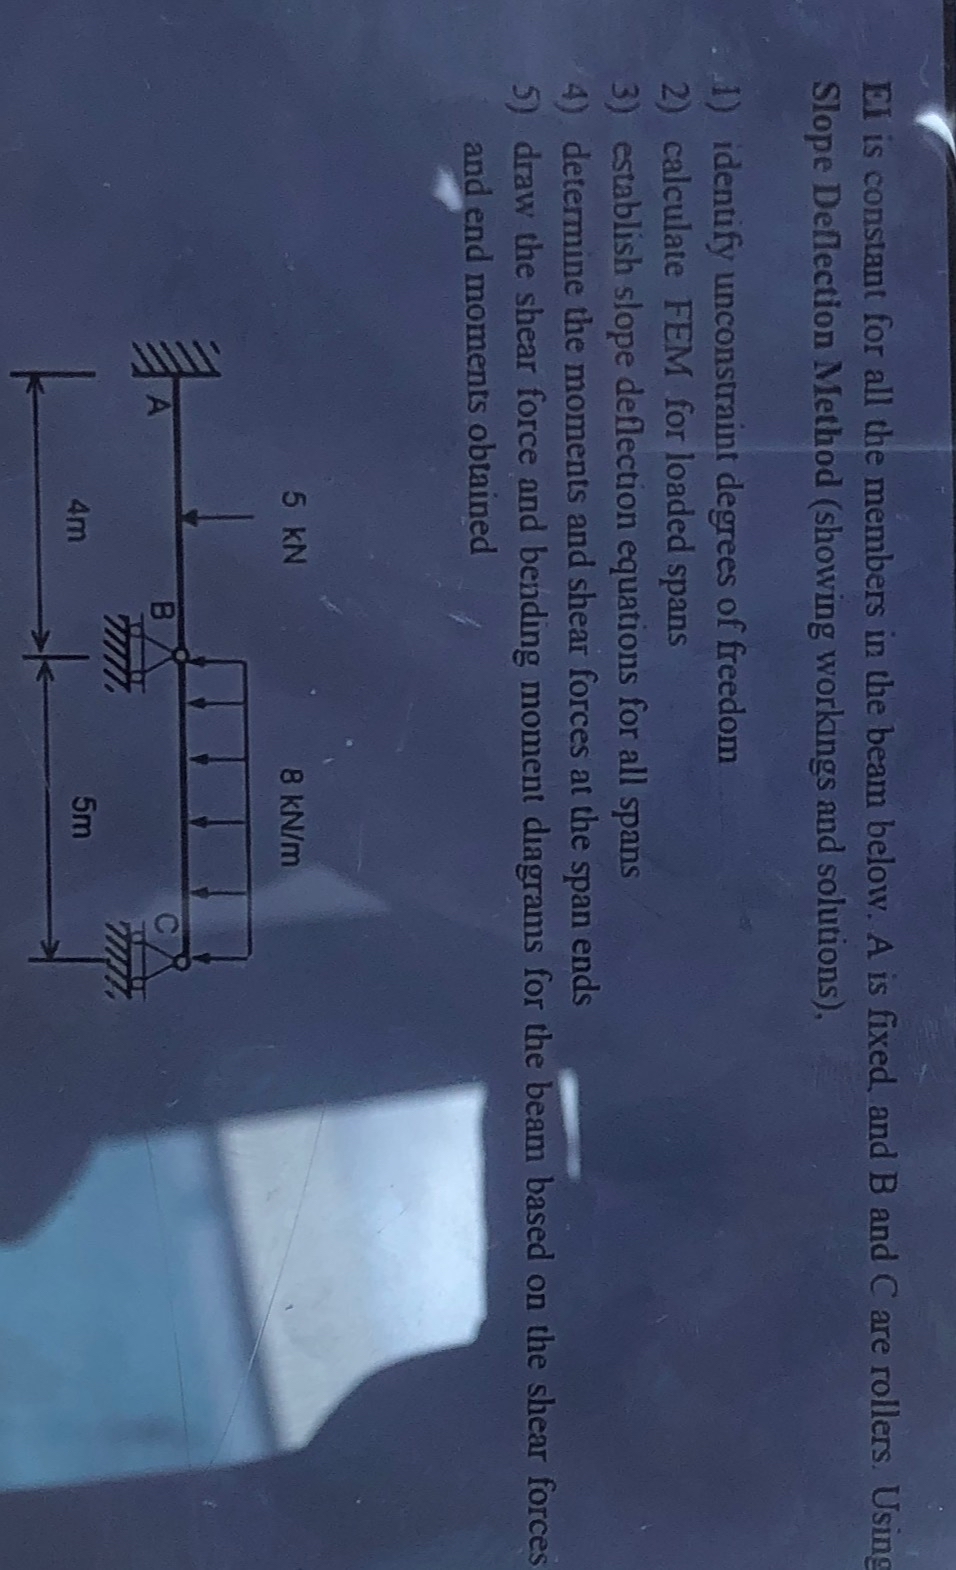 EI is constant for all the members in the beam below. A is fixed, and B and C are rollers. Using
Slope Deflection Method (showing workings and solutions),
1) identify unconstraint degrees of freedom
2) calculate FEM for loaded spans
3) establish slope deflection equations for all spans
4) determine the moments and shear forces at the span ends
5) draw the shear force and bending moment diagrams for the beam based on the shear forces
and end moments obtained
5 kN
8 kN/m
A
B
C
4m
5m